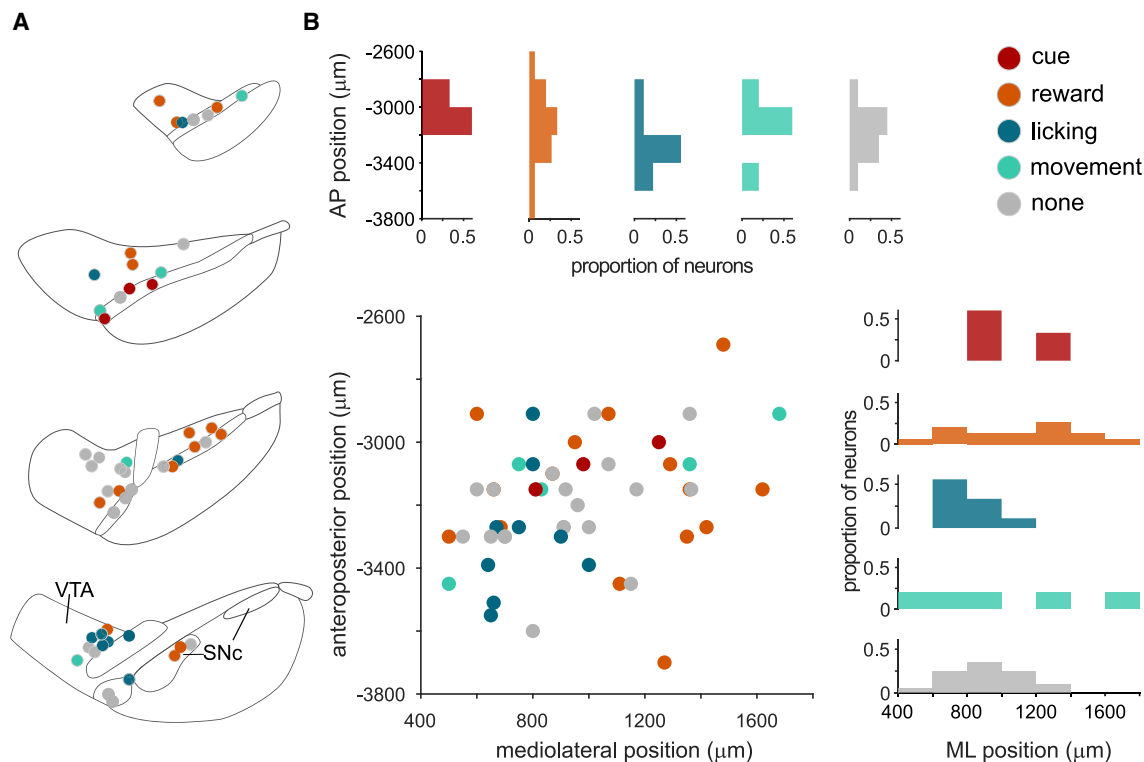 A
B
VTA
SNc
AP position (μm)
-2600
-3000
-3400
-3800
0 0.5
0 0.5
0 0.5
0 0.5
0 0.5
proportion of neurons
cue
reward
licking
movement
none
anteroposterior position (μm)
-2600
-3000
-3400
-3800
400 800 1200 1600
mediolateral position (μm)
proportion of neurons
0.5
0
0.5
0
0.5
0
0.5
0
0.5
0
400 800 1200 1600
ML position (μm)